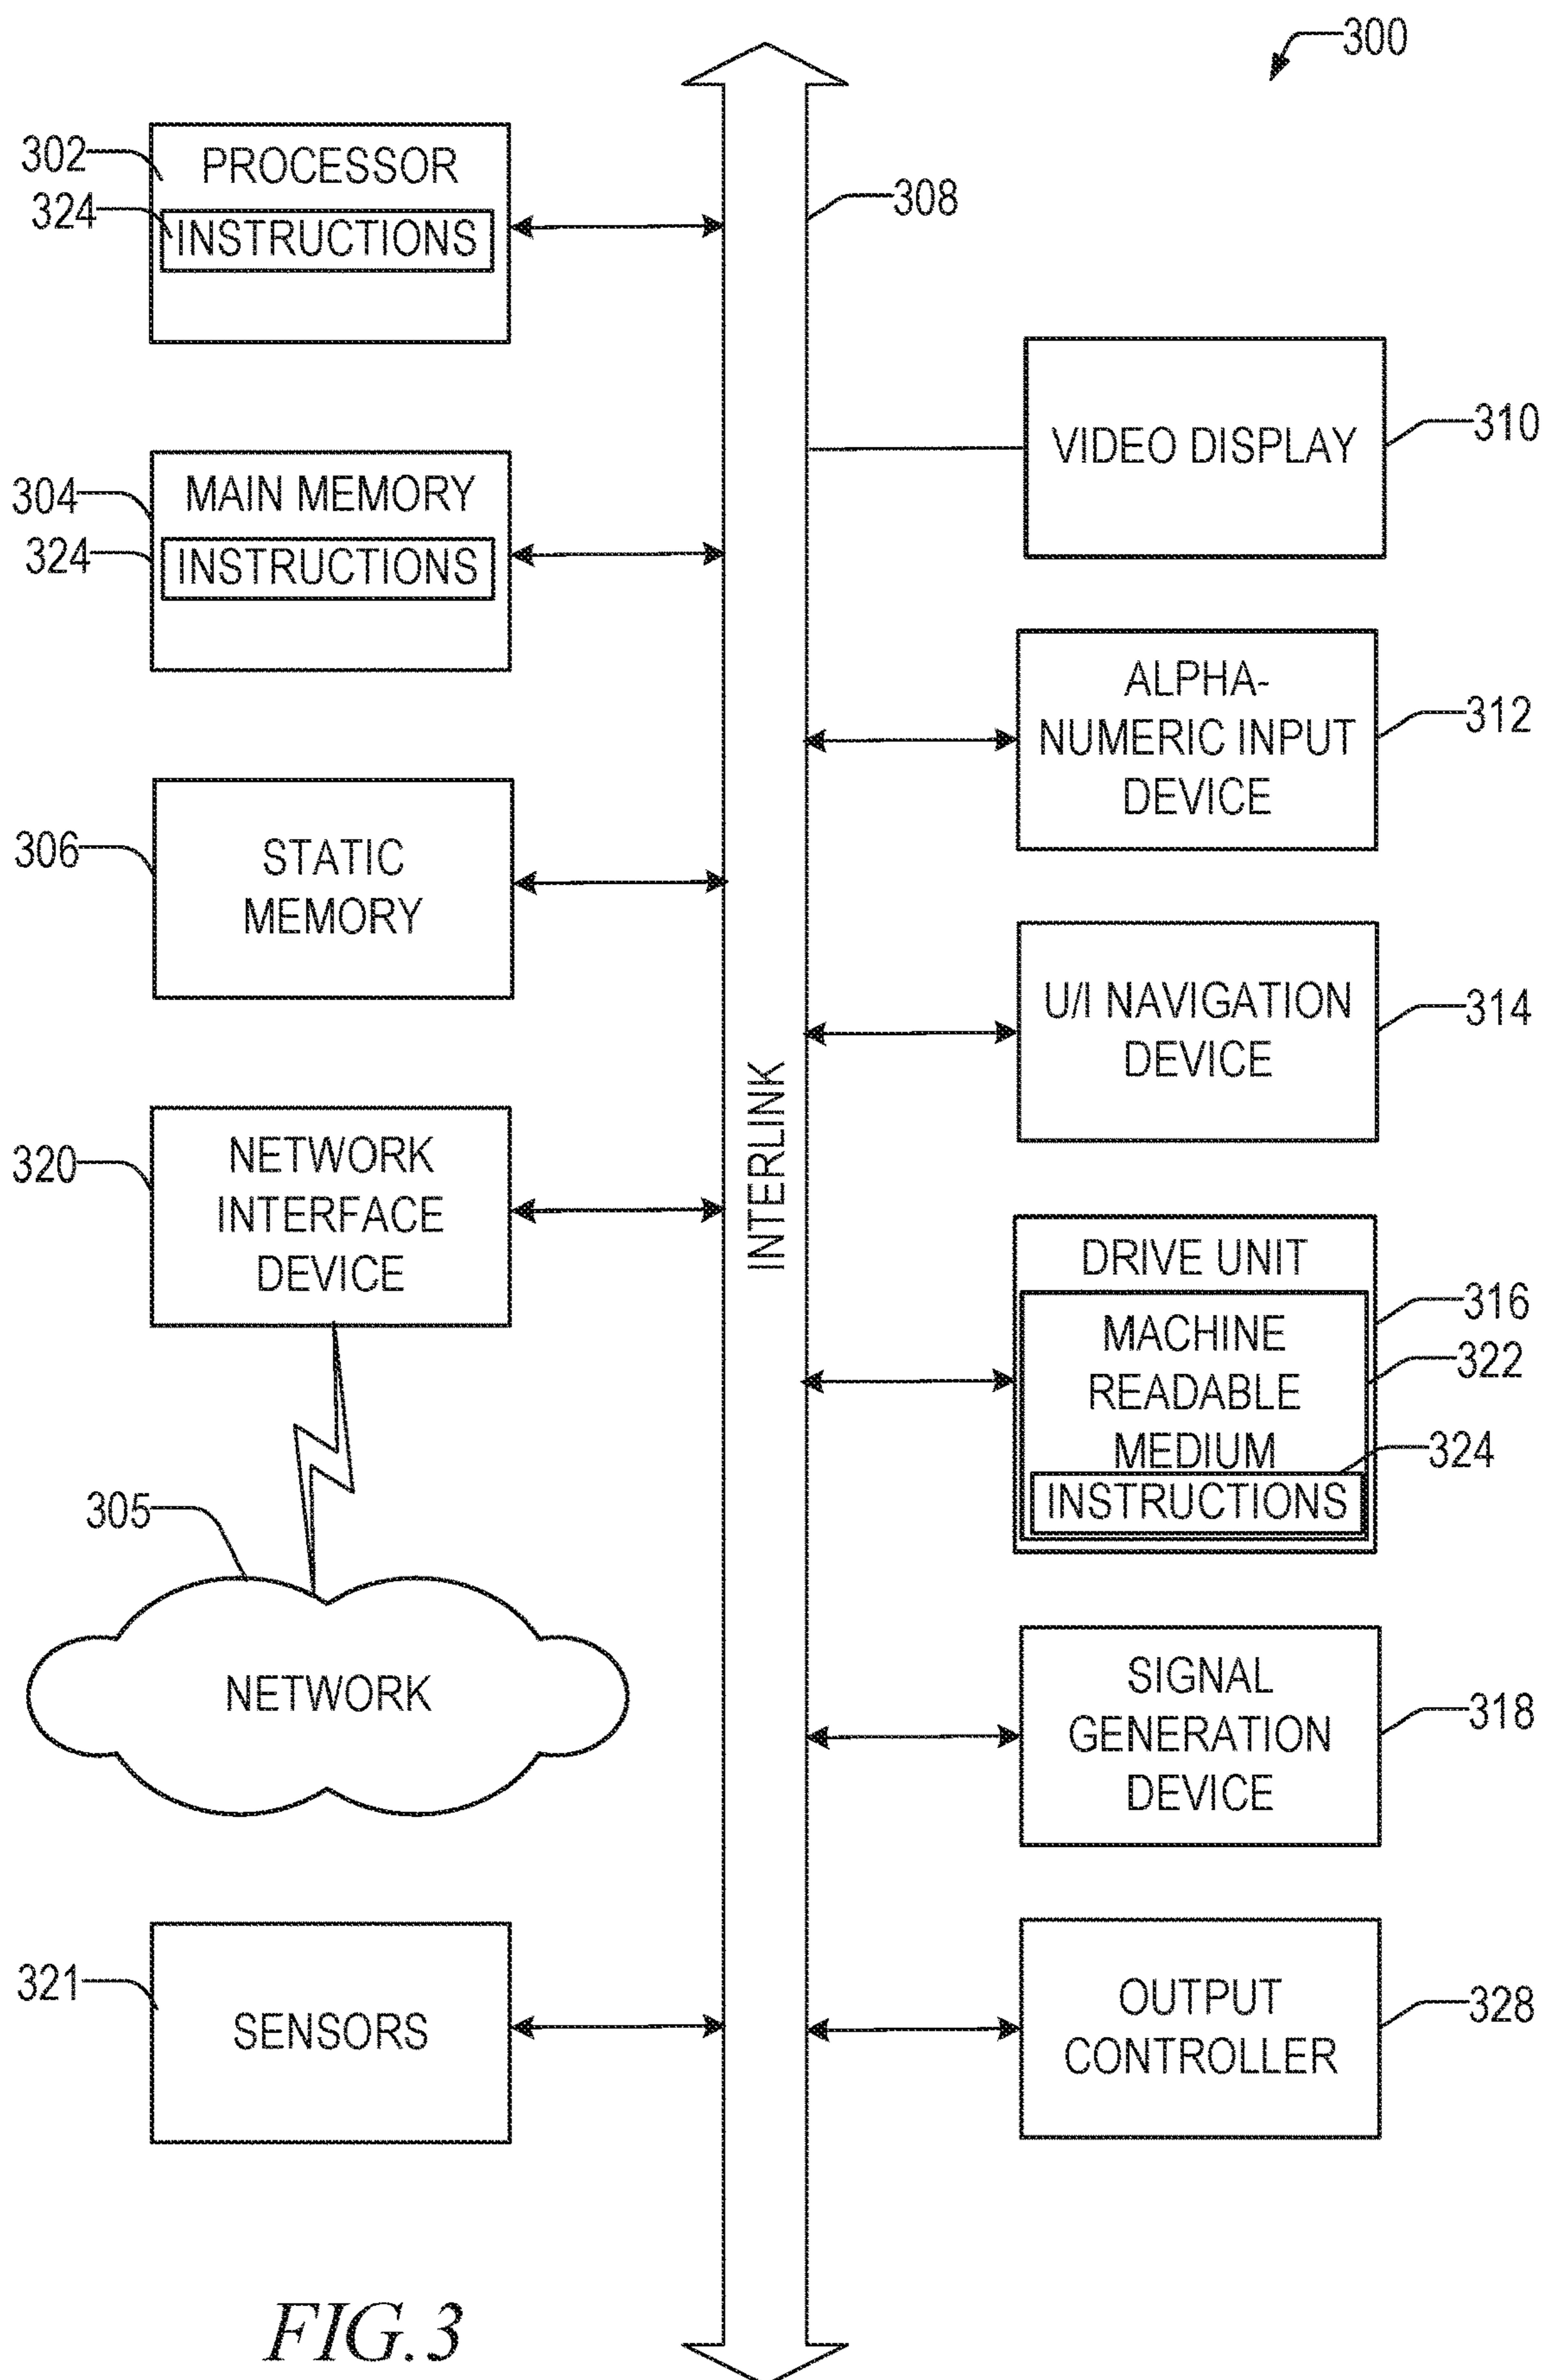 300
302
PROCESSOR
324
INSTRUCTIONS
308
304
MAIN MEMORY
324
INSTRUCTIONS
306
STATIC
MEMORY
320
NETWORK
INTERFACE
DEVICE
305
NETWORK
321
SENSORS
INTERLINK
VIDEO DISPLAY
310
ALPHA-
NUMERIC INPUT
DEVICE
312
U/I NAVIGATION
DEVICE
314
DRIVE UNIT
316
MACHINE
READABLE
MEDIUM
322
324
INSTRUCTIONS
SIGNAL
GENERATION
DEVICE
318
OUTPUT
CONTROLLER
328
FIG. 3